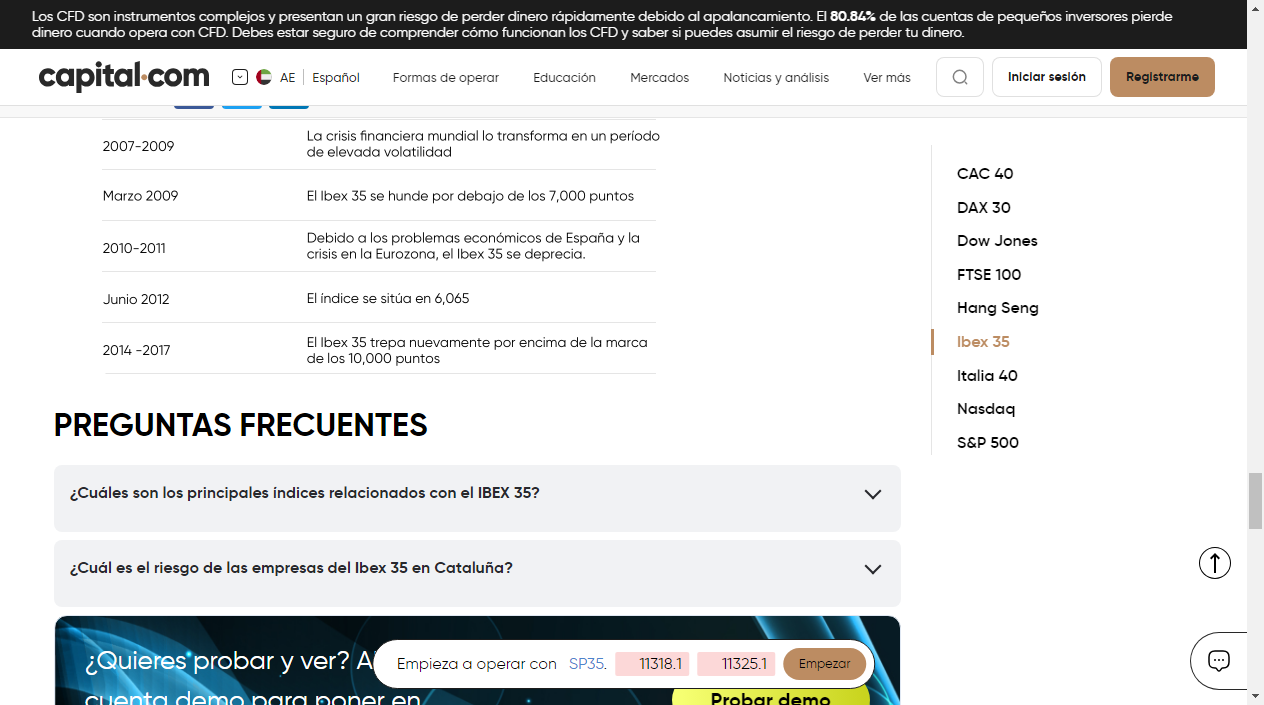 Los CFD son instrumentos complejos y presentan un gran riesgo de perder dinero rápidamente debido al apalancamiento. El 80.84% de las cuentas de pequeños inversores pierde
dinero cuando opera con CFD. Debes estar seguro de comprender cómo funcionan los CFD y saber si puedes asumir el riesgo de perder tu dinero.
capital.com AE Español Formas de operar Educación Mercados Noticias y análisis Ver más Iniciar sesión Registrarme
2007-2009
La crisis financiera mundial lo transforma en un período
de elevada volatilidad
Marzo 2009
El Ibex 35 se hunde por debajo de los 7,000 puntos
2010-2011
Debido a los problemas económicos de España y la
crisis en la Eurozona, el Ibex 35 se deprecia.
Junio 2012
El índice se sitúa en 6,065
2014 -2017
El Ibex 35 trepa nuevamente por encima de la marca
de los 10,000 puntos
CAC 40
DAX 30
Dow Jones
FTSE 100
Hang Seng
Ibex 35
Italia 40
Nasdaq
S&P 500
PREGUNTAS FRECUENTES
¿Cuáles son los principales índices relacionados con el IBEX 35?
¿Cuál es el riesgo de las empresas del Ibex 35 en Cataluña?
¿Quieres probar y ver?
cuenta demo para poner en
Probar demo
Empieza a operar con SP35. 11318.1 11325.1 Empezar